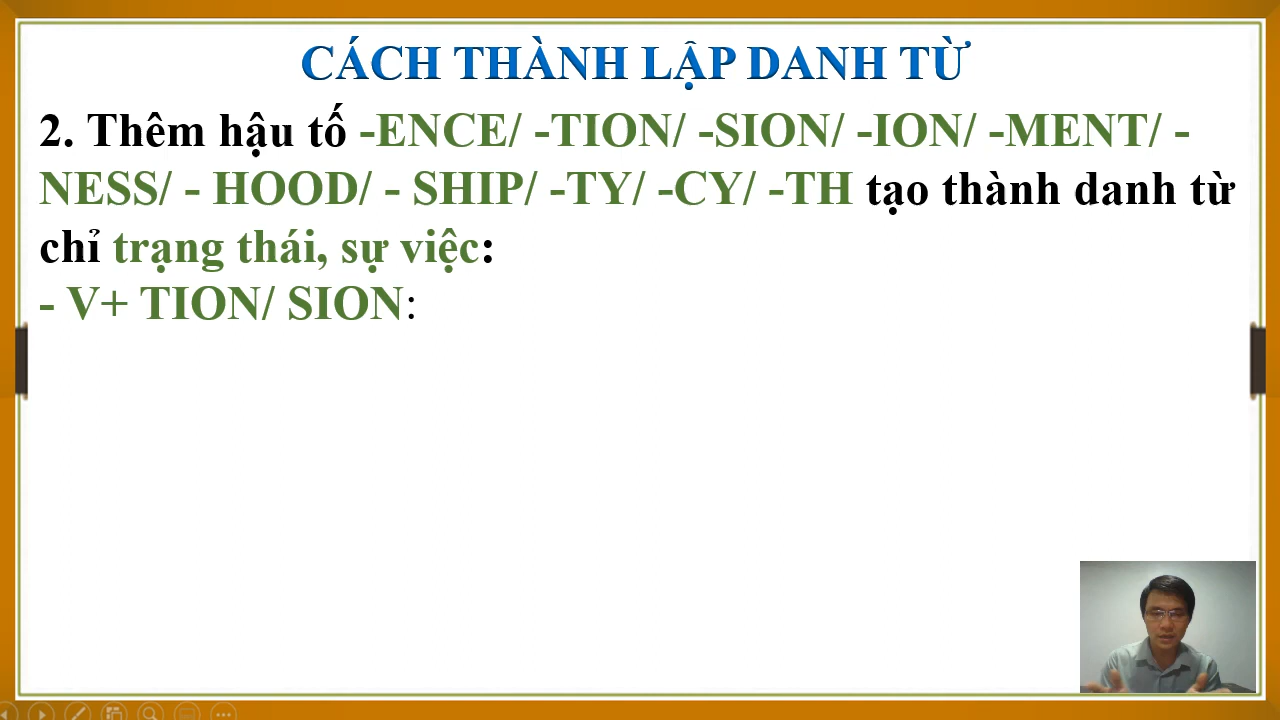 CÁCH THÀNH LẬP DANH TỪ
2. Thêm hậu tố -ENCE/ -TION/ -SION/ -ION/ -MENT/ -
NESS/ - HOOD/ - SHIP/ -TY/ -CY/ -TH tạo thành danh từ
chỉ trạng thái, sự việc:
- V+ TION/ SION: